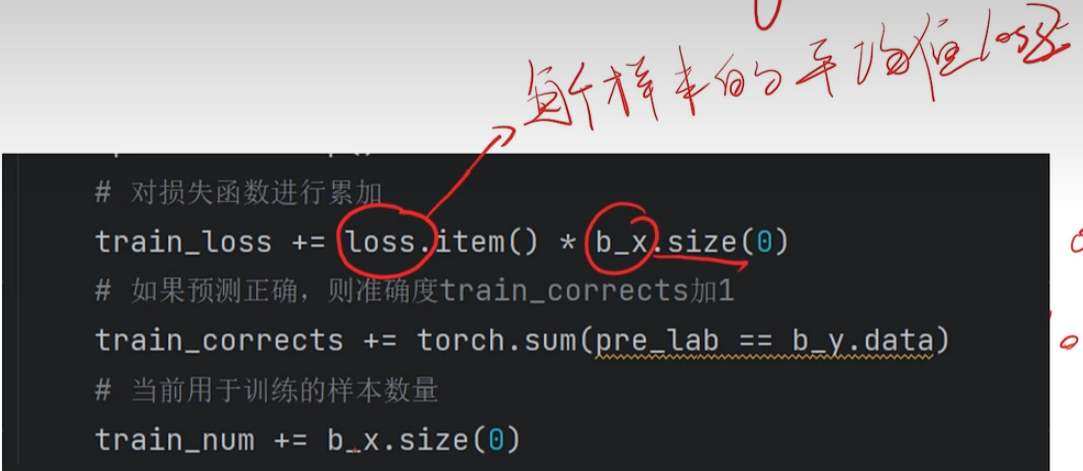 每个样本的平均值loss
# 对损失函数进行累加
train_loss += loss.item() * b_x.size(0)
# 如果预测正确，则准确度train_corrects加1
train_corrects += torch.sum(pre_lab == b_y.data)
# 当前用于训练的样本数量
train_num += b_x.size(0)